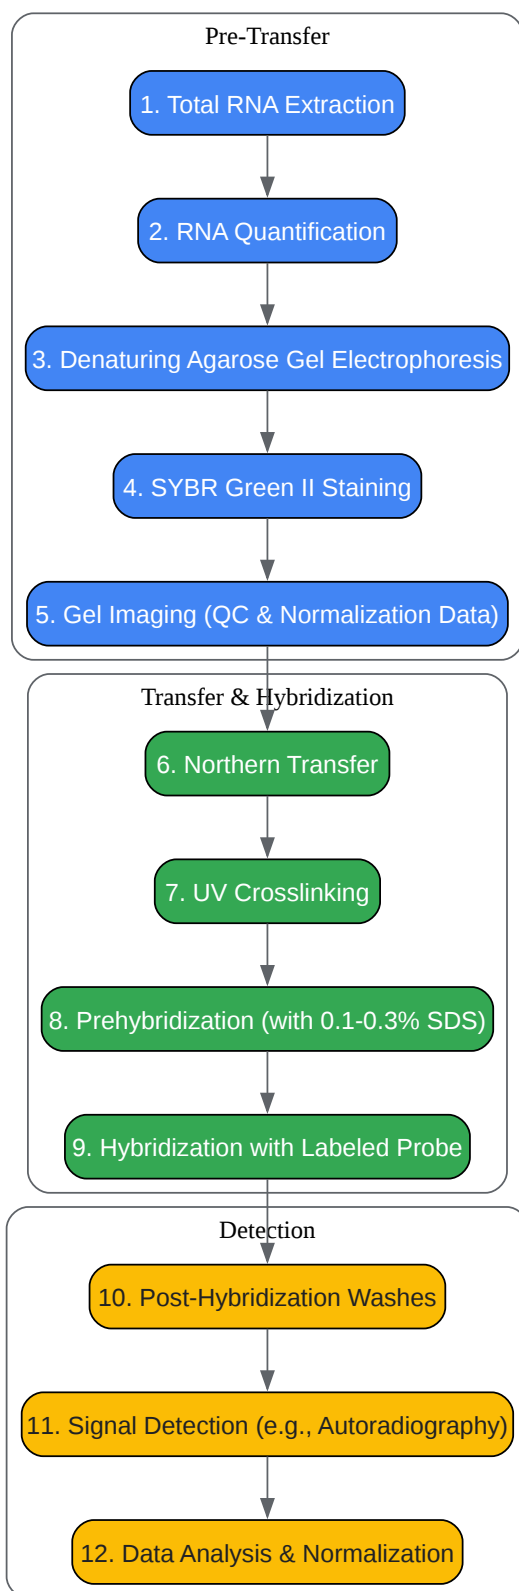 Pre-Transfer
1. Total RNA Extraction
2. RNA Quantification
3. Denaturing Agarose Gel Electrophoresis
4. SYBR Green II Staining
5. Gel Imaging (QC & Normalization Data)
Transfer & Hybridization
6. Northern Transfer
7. UV Crosslinking
8. Prehybridization (with 0.1-0.3% SDS)
9. Hybridization with Labeled Probe
Detection
10. Post-Hybridization Washes
11. Signal Detection (e.g., Autoradiography)
12. Data Analysis & Normalization